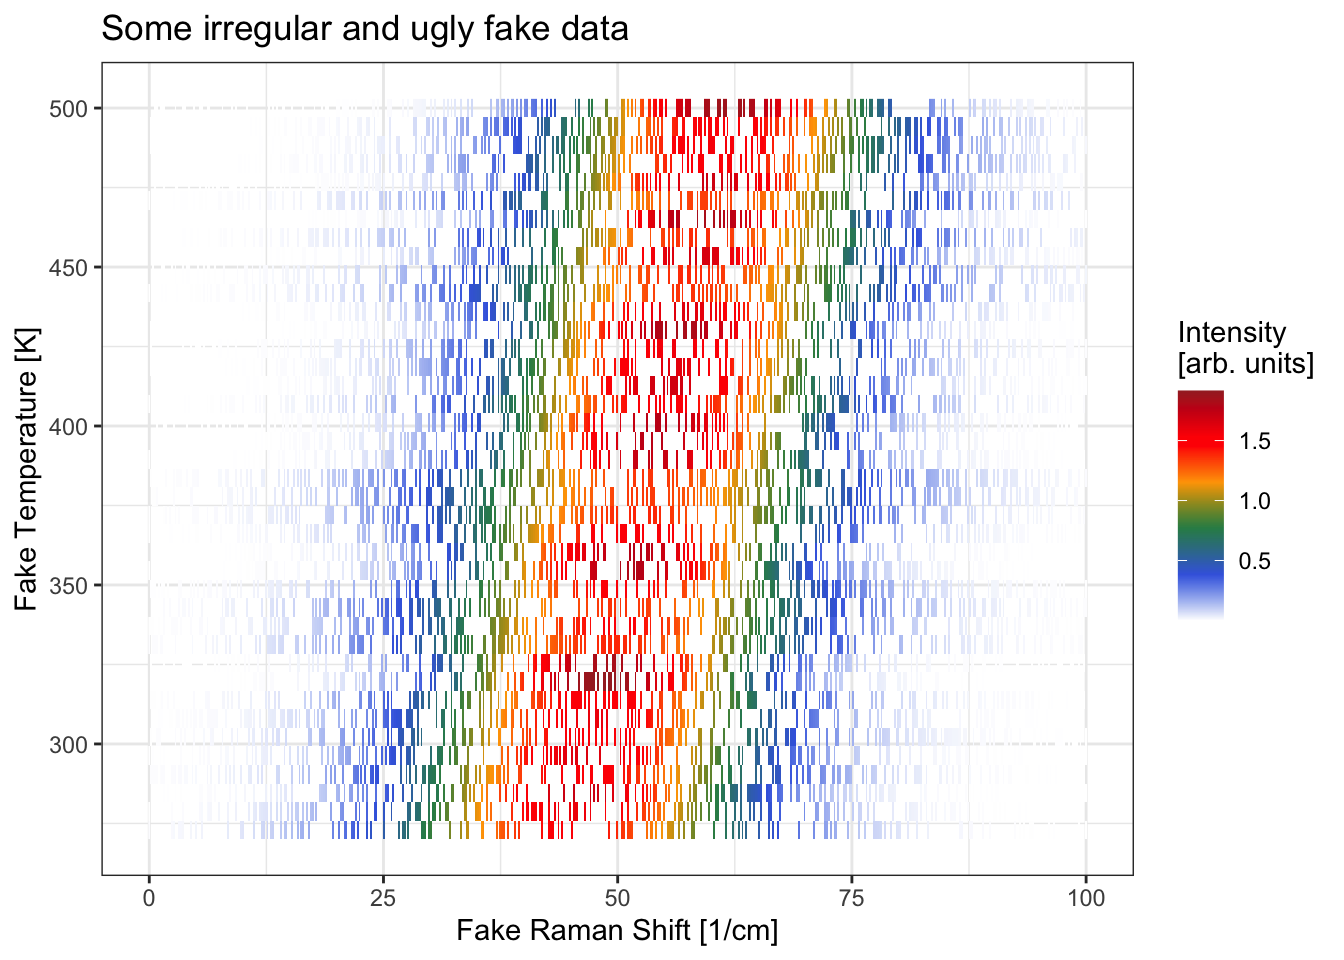 Some irregular and ugly fake data
500
450
400
350
300
Fake Temperature [K]
0
25
50
75
100
Fake Raman Shift [1/cm]
Intensity
[arb. units]
1.5
1.0
0.5